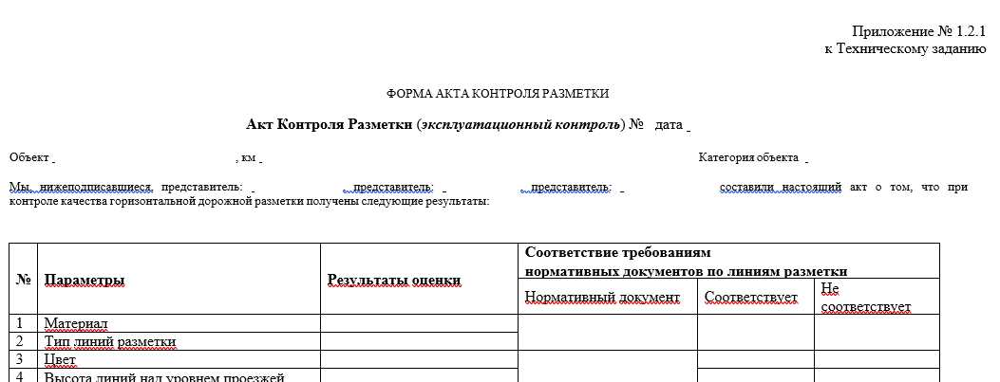 Приложение № 1.2.1
к Техническому заданию
ФОРМА АКТА КОНТРОЛЯ РАЗМЕТКИ
Акт Контроля Разметки (эксплуатационный контроль) № дата
Объект , км Категория объекта
Мы, нижеподписавшиеся, представитель: , представитель: , представитель: составили настоящий акт о том, что при
контроле качества горизонтальной дорожной разметки получены следующие результаты:
№ Параметры Результаты оценки Соответствие требованиям
нормативных документов по линиям разметки
Нормативный документ Соответствует Не
соответствует
1 Материал
2 Тип линий разметки
3 Цвет
4 Высота линий над уровнем проезжей